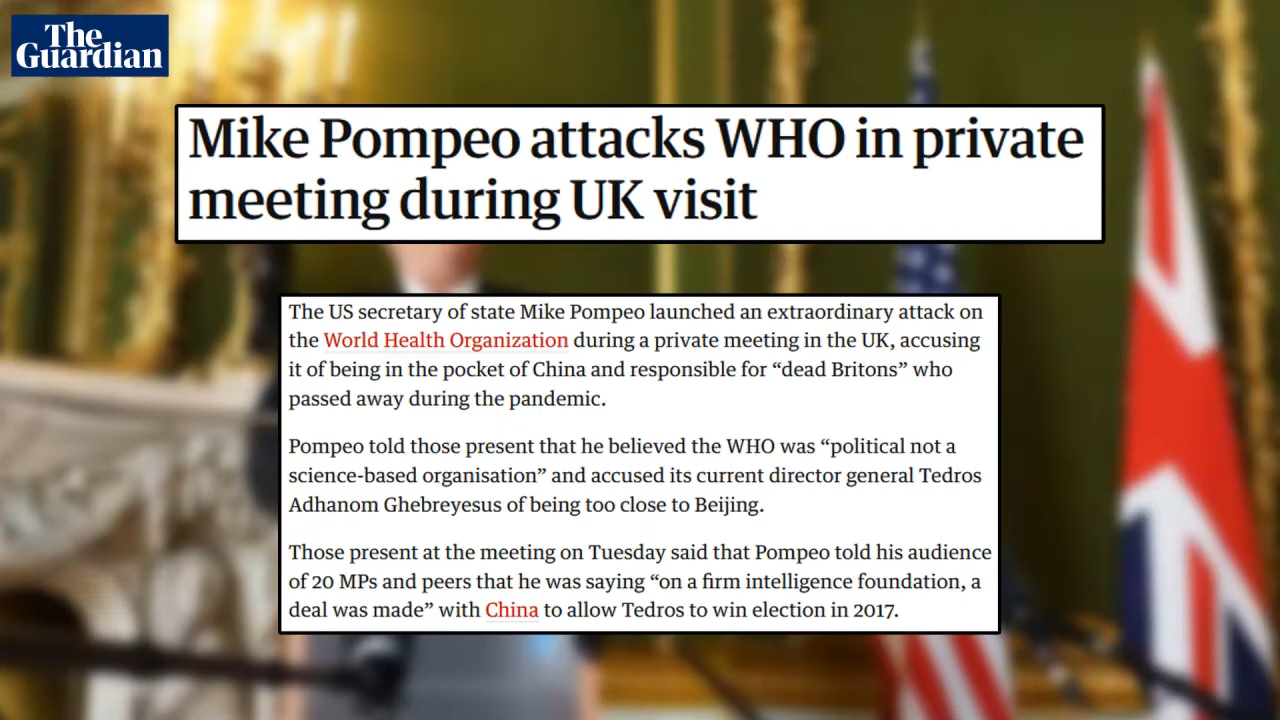 The
Guardian
Mike Pompeo attacks WHO in private
meeting during UK visit
The US secretary of state Mike Pompeo launched an extraordinary attack on
the World Health Organization during a private meeting in the UK, accusing
it of being in the pocket of China and responsible for “dead Britons” who
passed away during the pandemic.
Pompeo told those present that he believed the WHO was “political not a
science-based organisation” and accused its current director general Tedros
Adhanom Ghebreyesus of being too close to Beijing.
Those present at the meeting on Tuesday said that Pompeo told his audience
of 20 MPs and peers that he was saying “on a firm intelligence foundation, a
deal was made” with China to allow Tedros to win election in 2017.